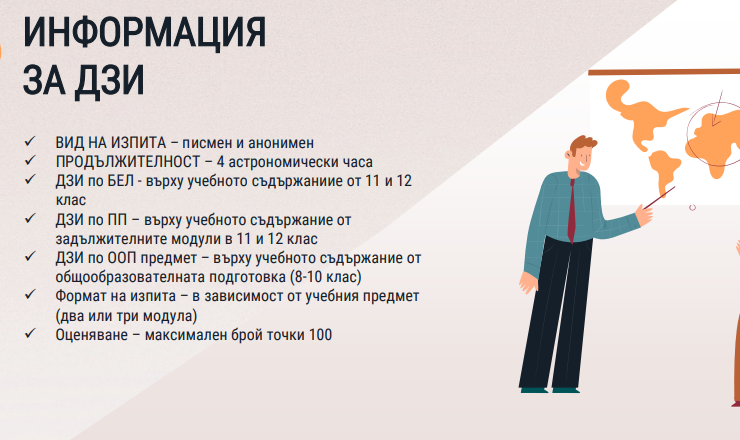 ИНФОРМАЦИЯ
ЗА ДЗИ
✓ ВИД НА ИЗПИТА – писмен и анонимен
✓ ПРОДЪЛЖИТЕЛНОСТ – 4 астрономически часа
✓ ДЗИ по БЕЛ - върху учебното съдържаниие от 11 и 12
клас
✓ ДЗИ по ПП – върху учебното съдържание от
задължителните модули в 11 и 12 клас
✓ ДЗИ по ООП предмет – върху учебното съдържание от
общообразователната подготовка (8-10 клас)
✓ Формат на изпита – в зависимост от учебния предмет
(два или три модула)
✓ Оценяване – максимален брой точки 100